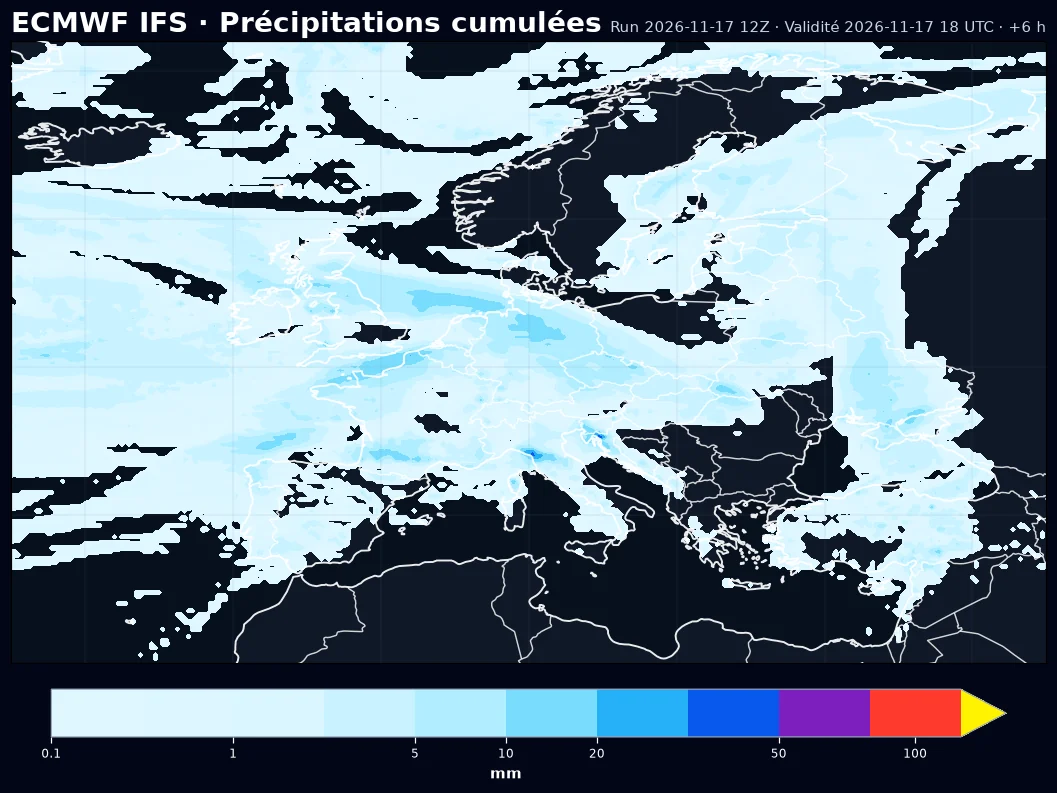 ECMWF IFS · Précipitations cumulées Run 2026-11-17 12Z · Validité 2026-11-17 18 UTC · +6 h
0.1 1 5 10 20 50 100
mm